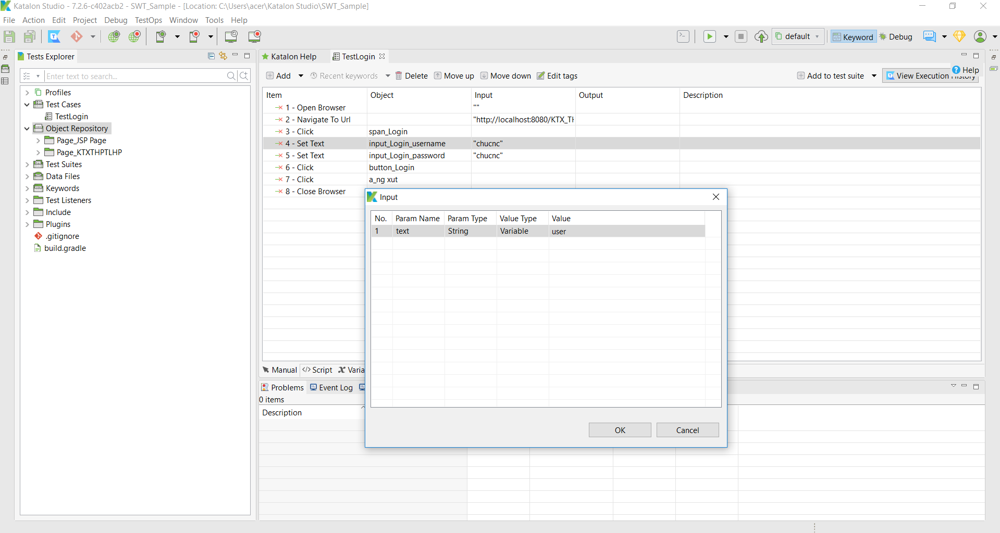 Katalon Studio - 7.2.6-c402acb2 - SWT_Sample - [Location: C:\Users\acer\Katalon Studio\SWT_Sample]
File Action Edit Project Debug TestOps Window Tools Help
default Keyword Debug
Tests Explorer
Enter text to search...
Profiles
Test Cases
TestLogin
Object Repository
Page_JSP Page
Page_KTXTHPTLHP
Test Suites
Data Files
Keywords
Test Listeners
Include
Plugins
.gitignore
build.gradle
Katalon Help TestLogin
Help
Add Recent keywords Delete Move up Move down Edit tags Add to test suite View Execution History
Item Object Input Output Description
1 - Open Browser ""
2 - Navigate To Url "http://localhost:8080/KTX_TH
3 - Click span_Login
4 - Set Text input_Login_username "chucnc"
5 - Set Text input_Login_password "chucnc"
6 - Click button_Login
7 - Click a_ng xut
8 - Close Browser
Input
No. Param Name Param Type Value Type Value
1 text String Variable user
OK Cancel
Manual Script Varia
Problems Event Log
0 items
Description